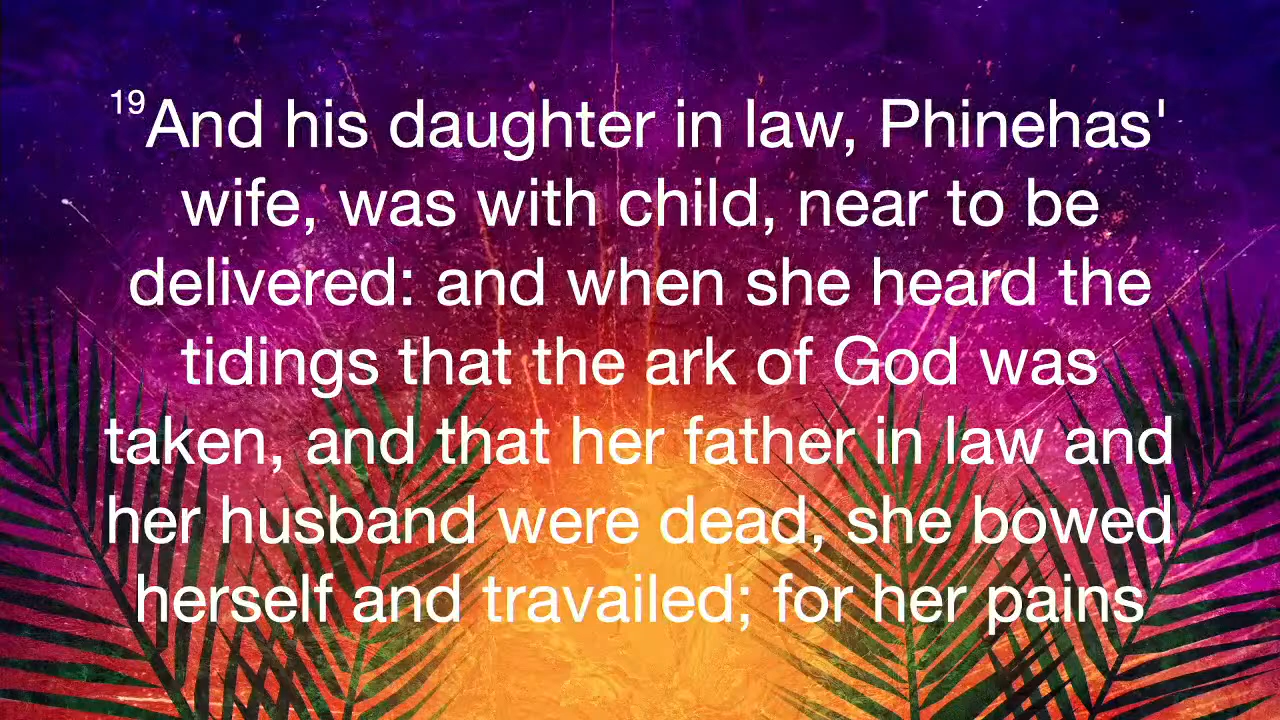 19And his daughter in law, Phinehas'
wife, was with child, near to be
delivered: and when she heard the
tidings that the ark of God was
taken, and that her father in law and
her husband were dead, she bowed
herself and travailed; for her pains